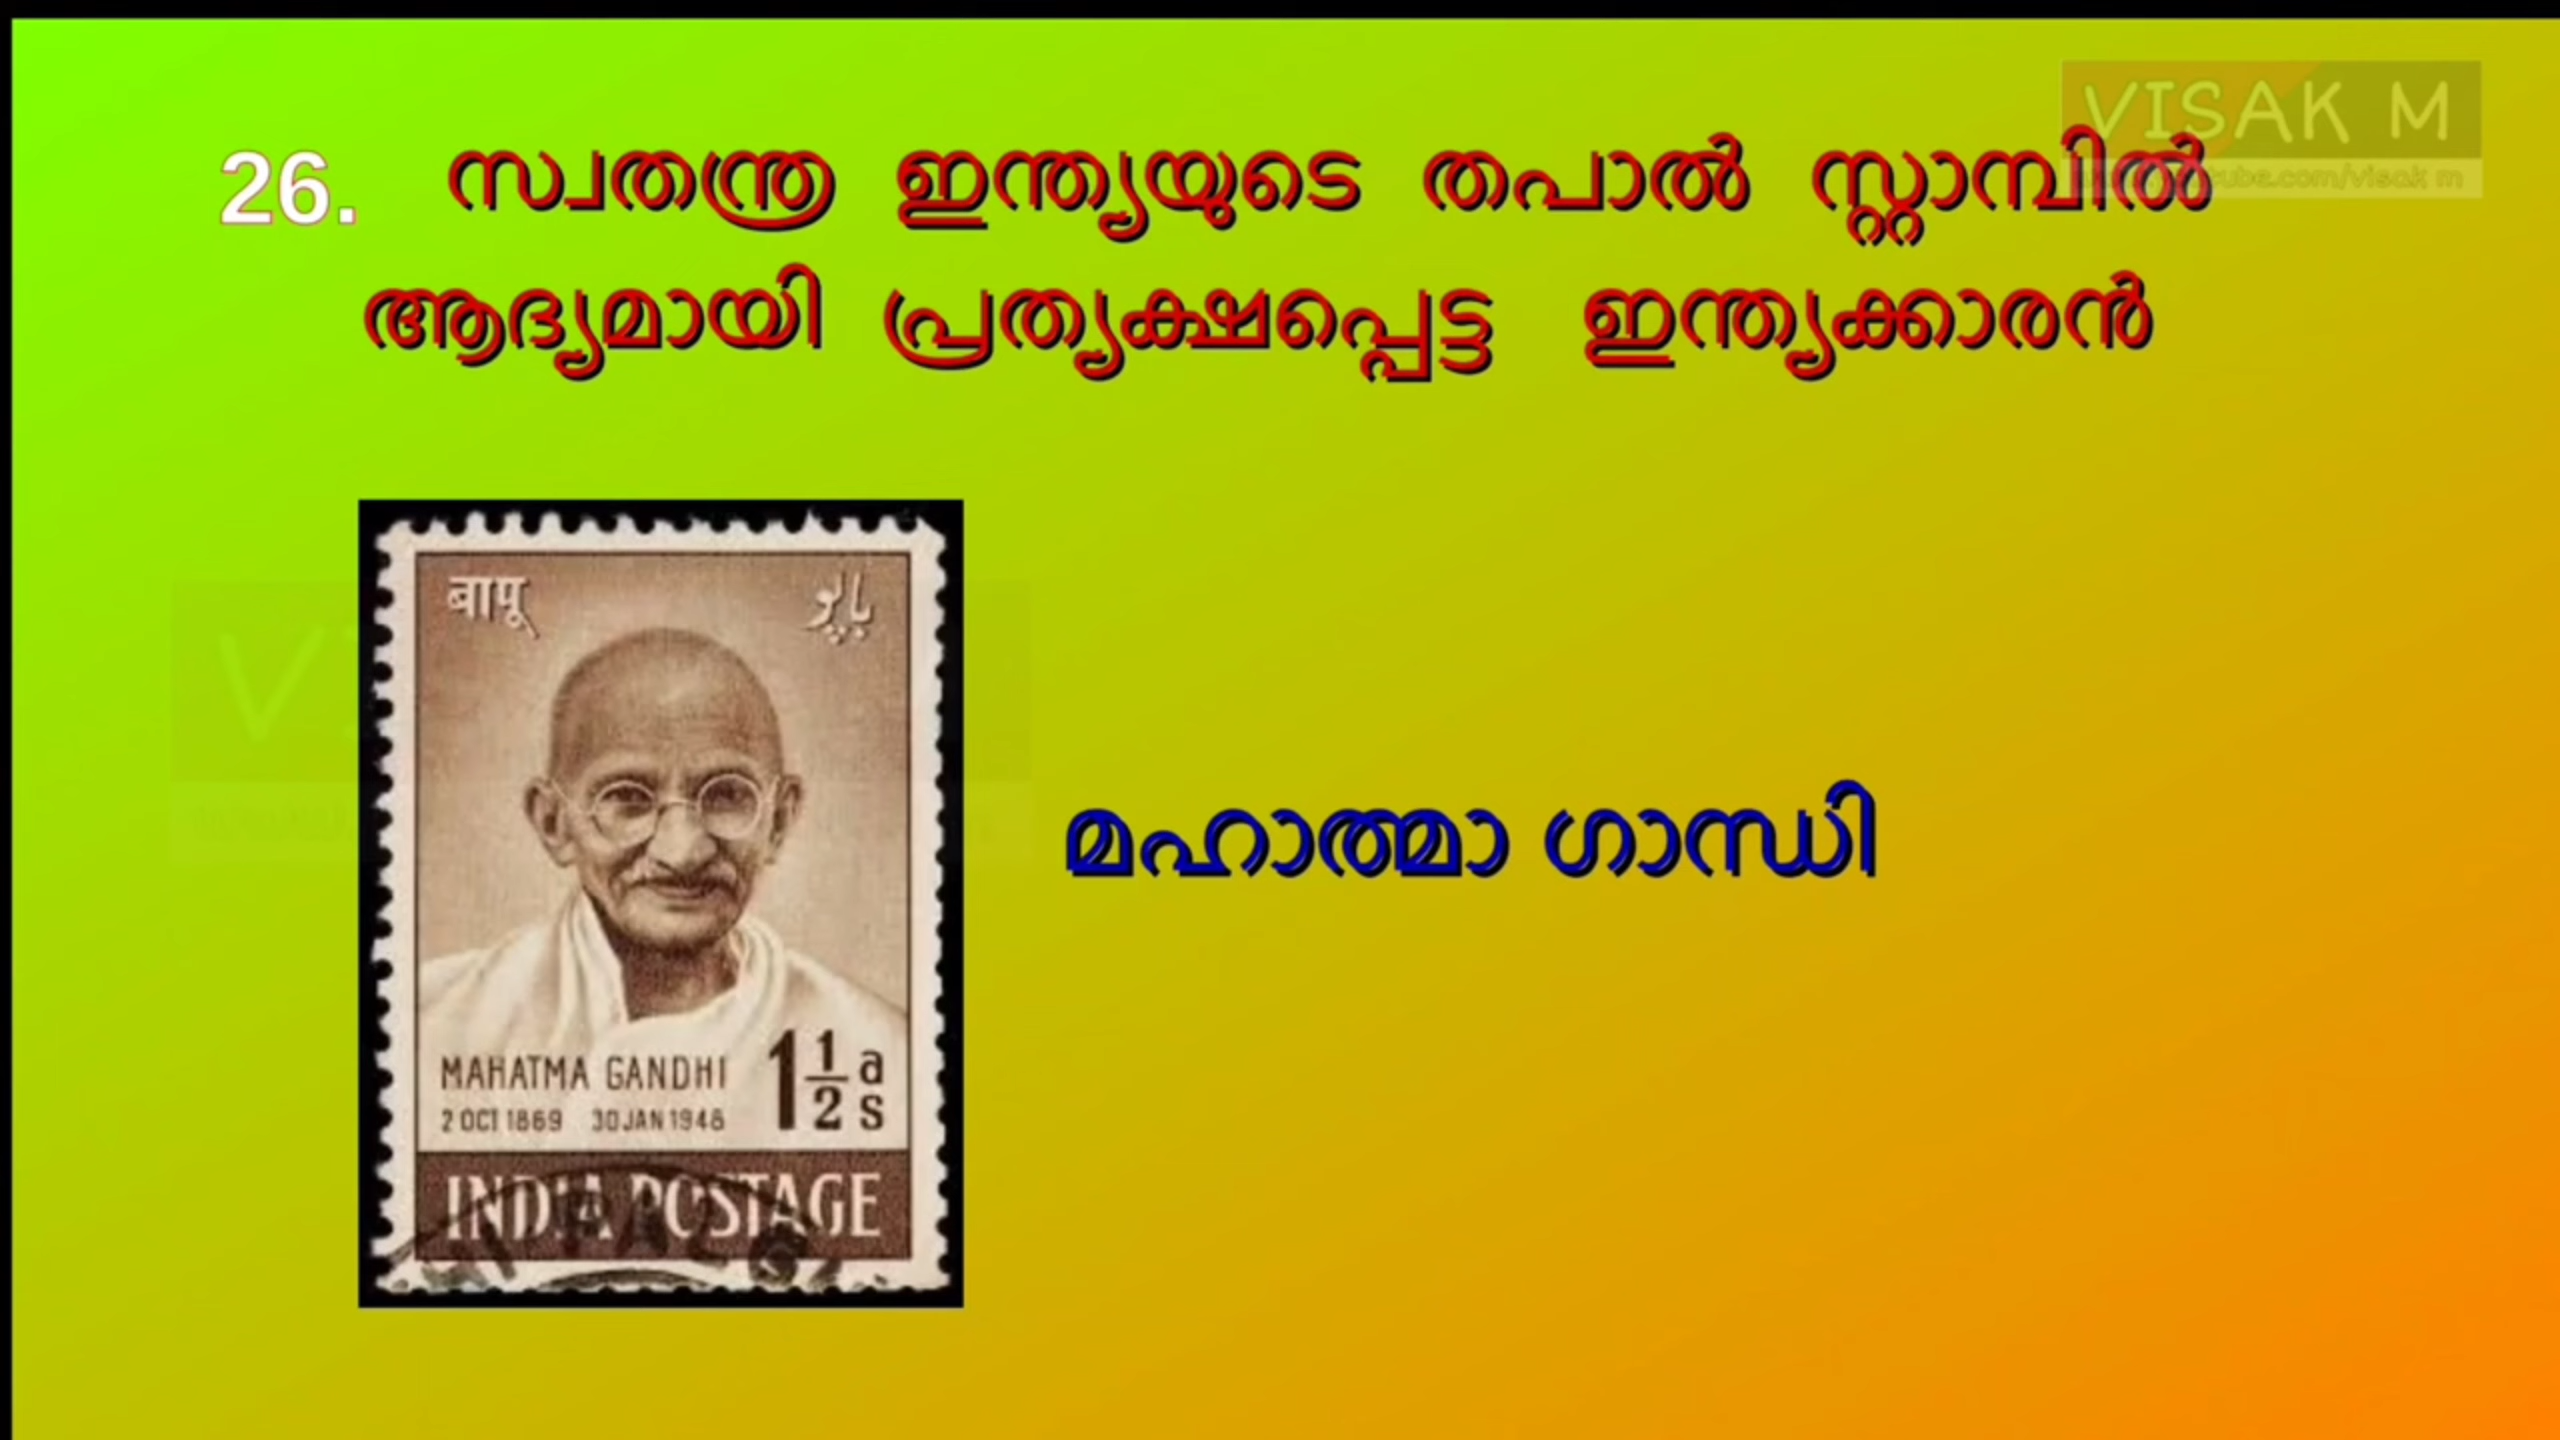 VISAK M
26. സ്വതന്ത്ര ഇന്ത്യയുടെ തപാൽ സ്റ്റാമ്പിൽ
ആദ്യമായി പ്രത്യക്ഷപ്പെട്ട ഇന്ത്യക്കാരൻ
बापू باپو
മഹാത്മാ ഗാന്ധി
MAHATMA GANDHI 1 1/2 as
2 OCT 1869 30 JAN 1948
INDIA POSTAGE